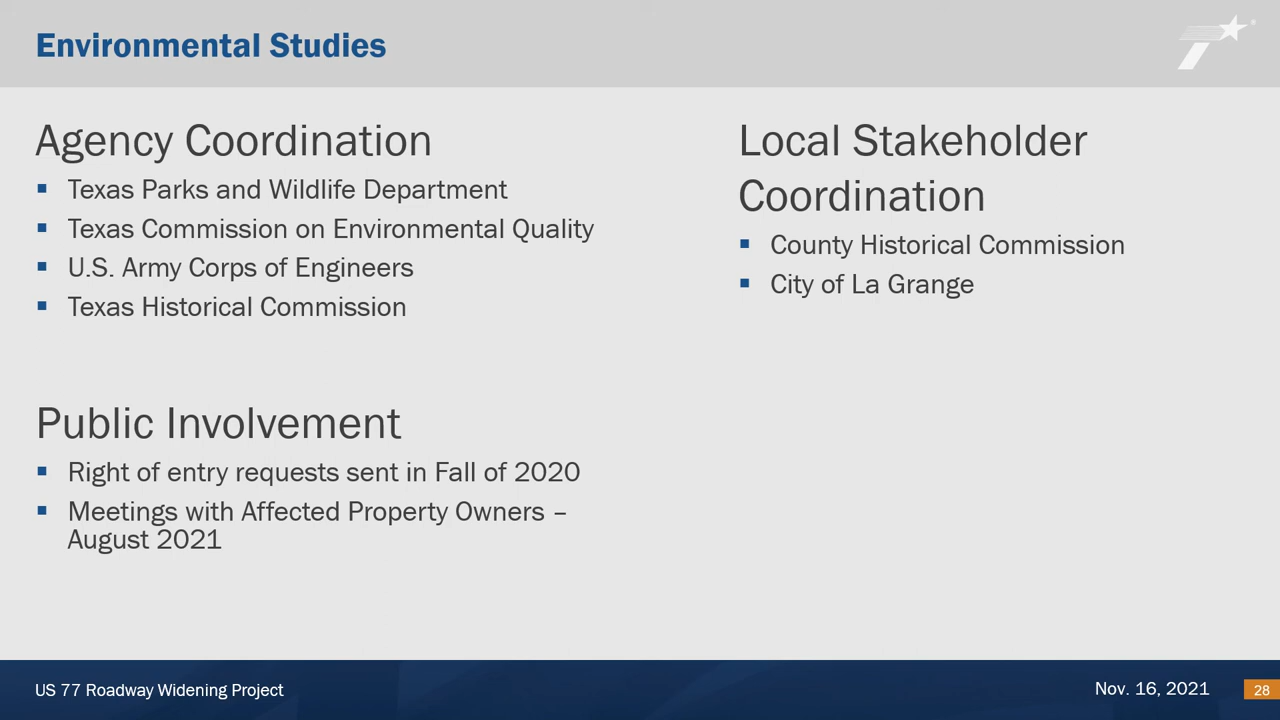 Environmental Studies
Agency Coordination
▪ Texas Parks and Wildlife Department
▪ Texas Commission on Environmental Quality
▪ U.S. Army Corps of Engineers
▪ Texas Historical Commission
Public Involvement
▪ Right of entry requests sent in Fall of 2020
▪ Meetings with Affected Property Owners –
August 2021
Local Stakeholder
Coordination
▪ County Historical Commission
▪ City of La Grange
US 77 Roadway Widening Project
Nov. 16, 2021
28